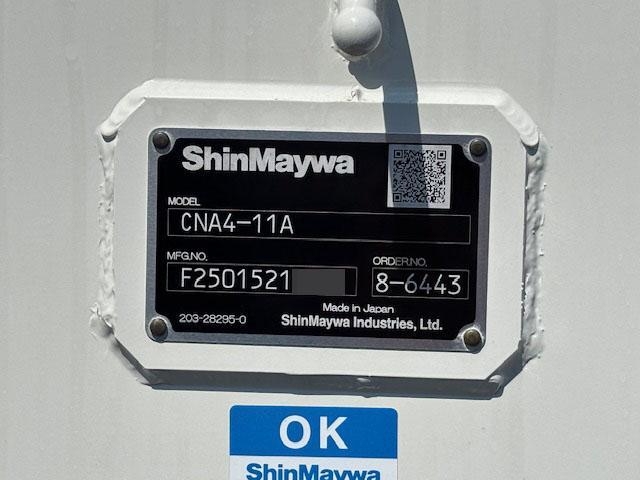 ShinMaywa
MODEL
CNA4-11A
MFG.NO.
F2501521
ORDER.NO.
8-6443
Made in Japan
203-28295-0
ShinMaywa Industries, Ltd.
OK
ShinMaywa